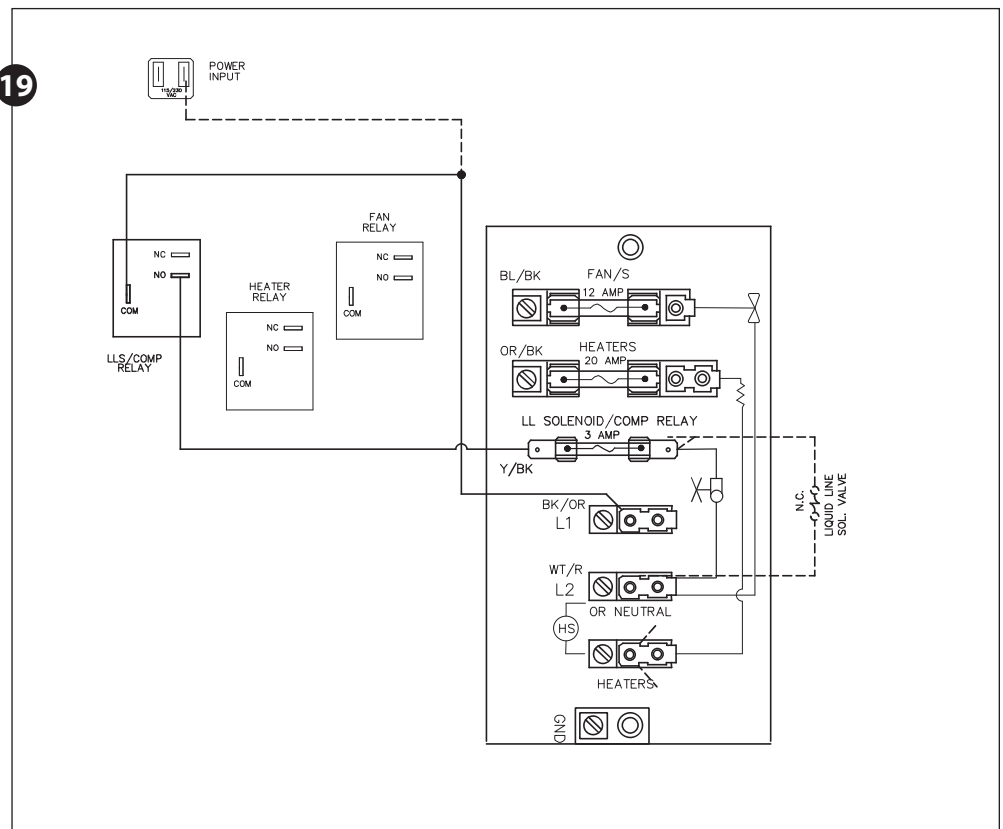 19
POWER
INPUT
115/230
VAC
FAN
RELAY
NC
NO
COM
NC
NO
COM
LLS/COMP
RELAY
HEATER
RELAY
NC
NO
COM
BL/BK
FAN/S
12 AMP
OR/BK
HEATERS
20 AMP
LL SOLENOID/COMP RELAY
3 AMP
Y/BK
BK/OR
L1
N.C.
LIQUID LINE
SOL. VALVE
WT/R
L2
OR NEUTRAL
HS
HEATERS
GND